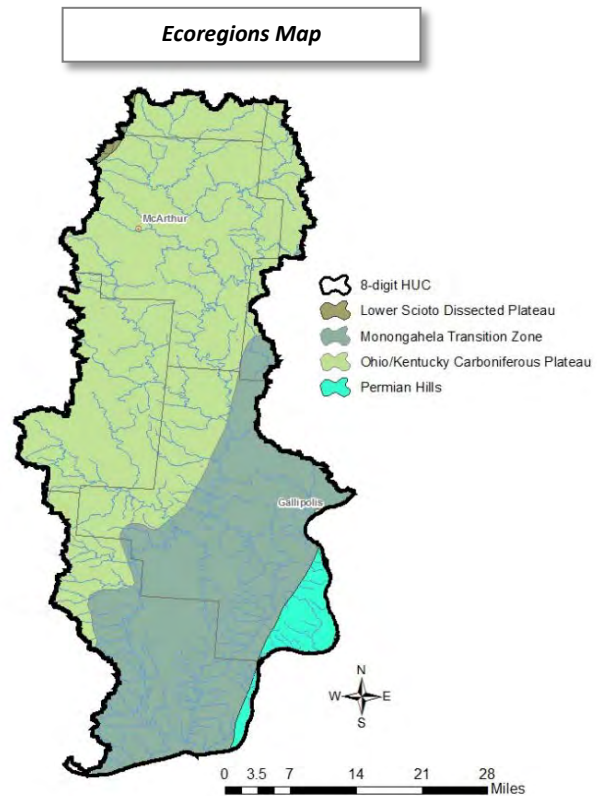 Ecoregions Map
McArthur
8-digit HUC
Lower Scioto Dissected Plateau
Monongahela Transition Zone
Ohio/Kentucky Carboniferous Plateau
Permian Hills
Gallipolis
N
W E
S
0 3.5 7 14 21 28
Miles